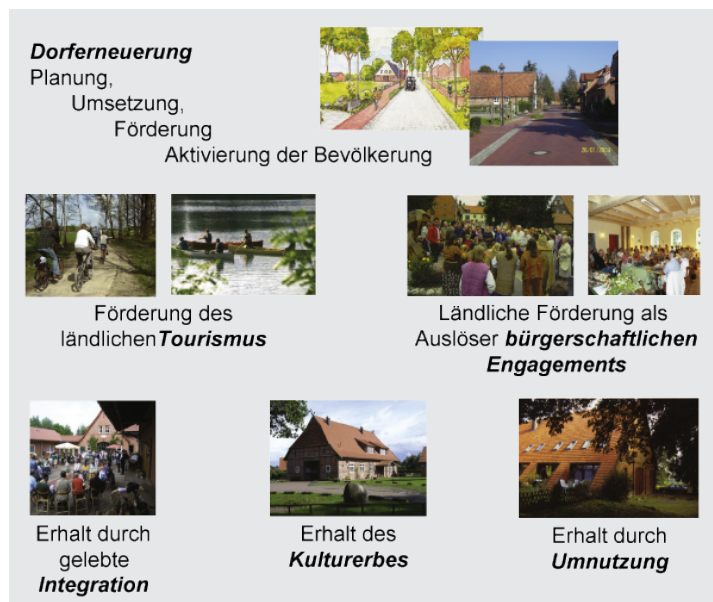 Dorferneuerung
Planung,
Umsetzung,
Förderung
Aktivierung der Bevölkerung
Förderung des
ländlichenTourismus
Ländliche Förderung als
Auslöser bürgerschaftlichen
Engagements
Erhalt durch
gelebte
Integration
Erhalt des
Kulturerbes
Erhalt durch
Umnutzung